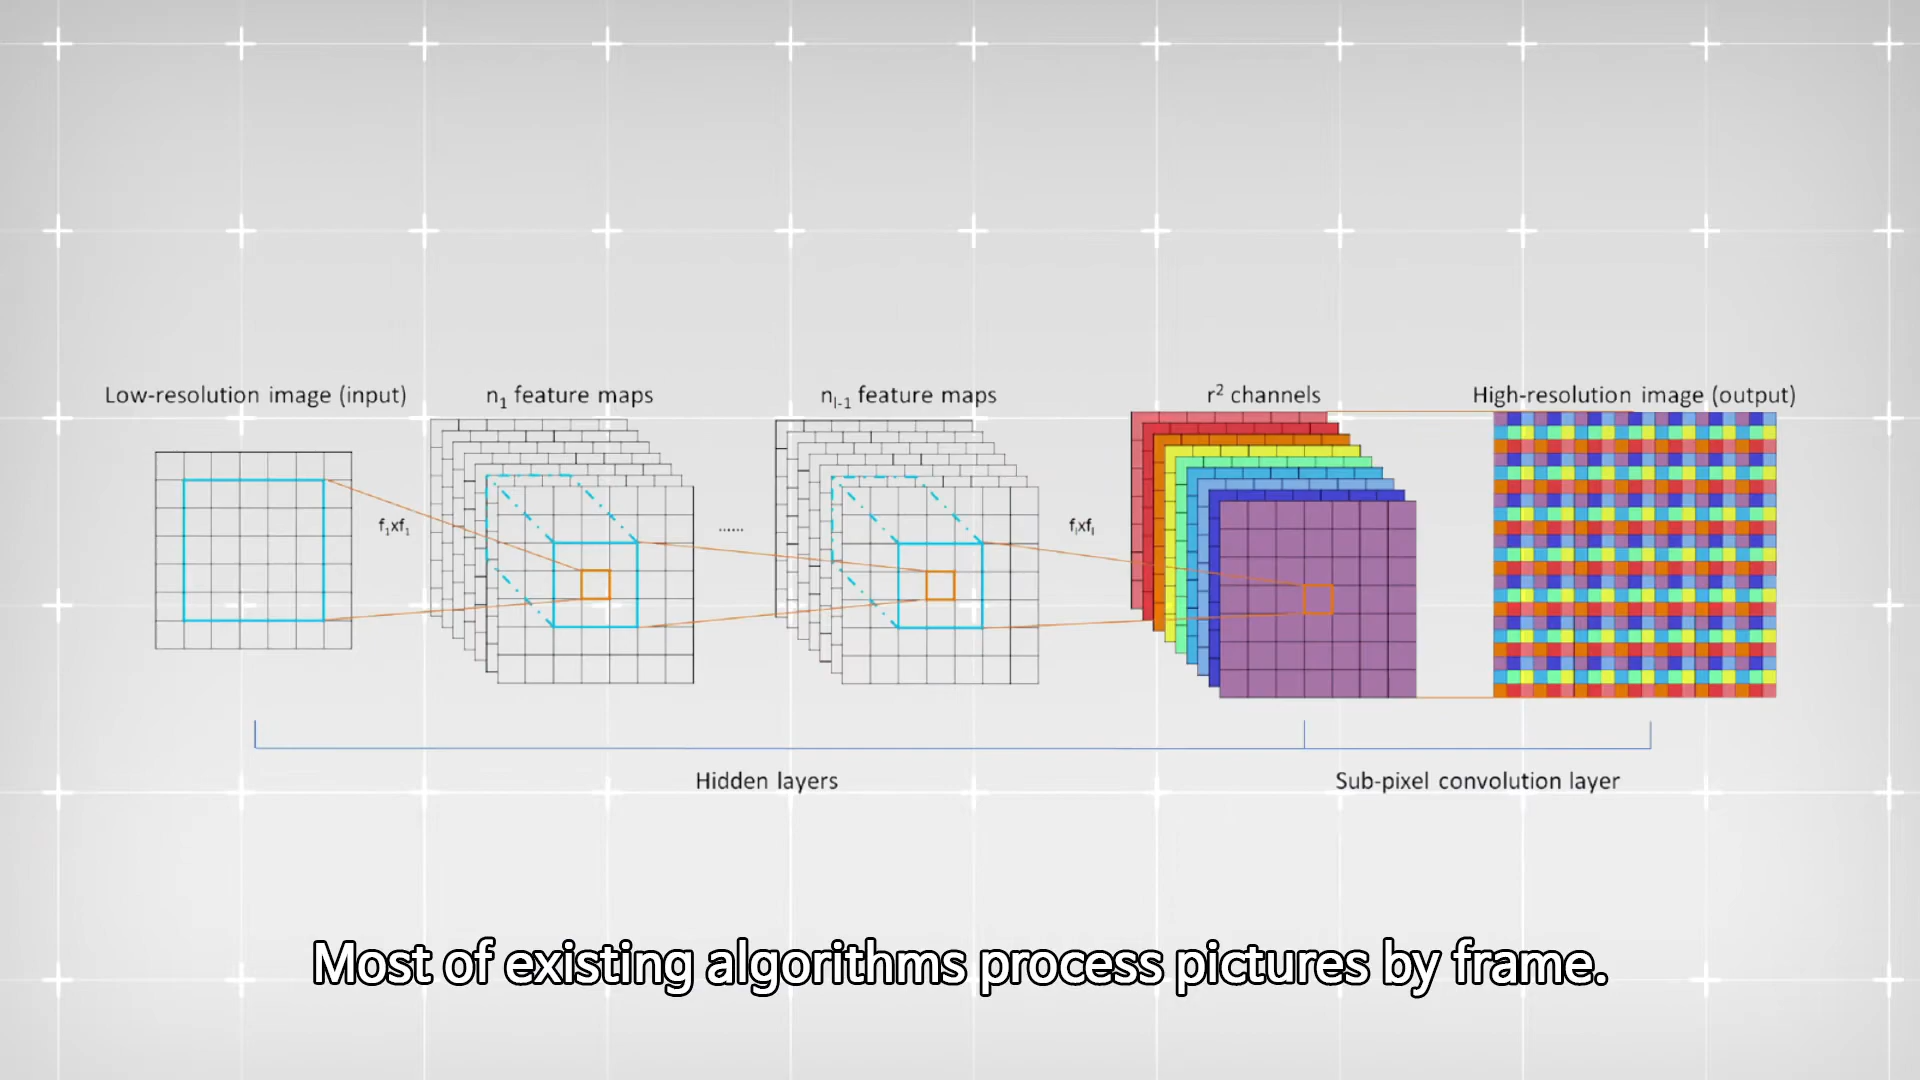 Low-resolution image (input)
n₁ feature maps
nₗ₋₁ feature maps
r² channels
High-resolution image (output)
f₁xf₁
......
fₗxfₗ
Hidden layers
Sub-pixel convolution layer
Most of existing algorithms process pictures by frame.